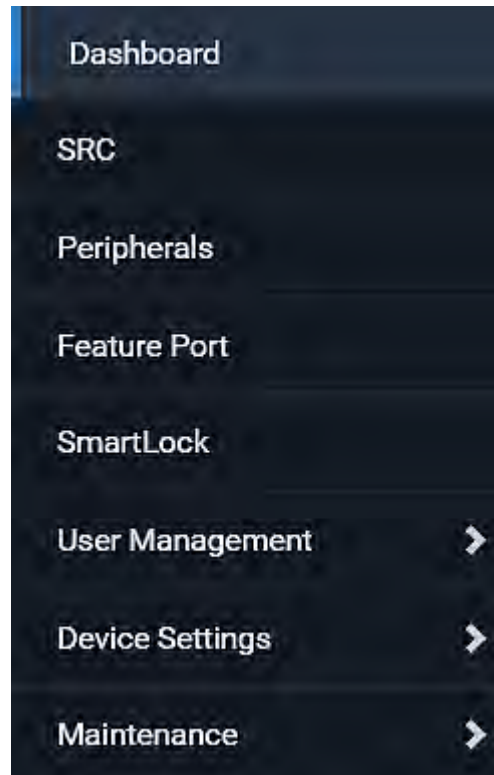 Dashboard
SRC
Peripherals
Feature Port
SmartLock
User Management
Device Settings
Maintenance